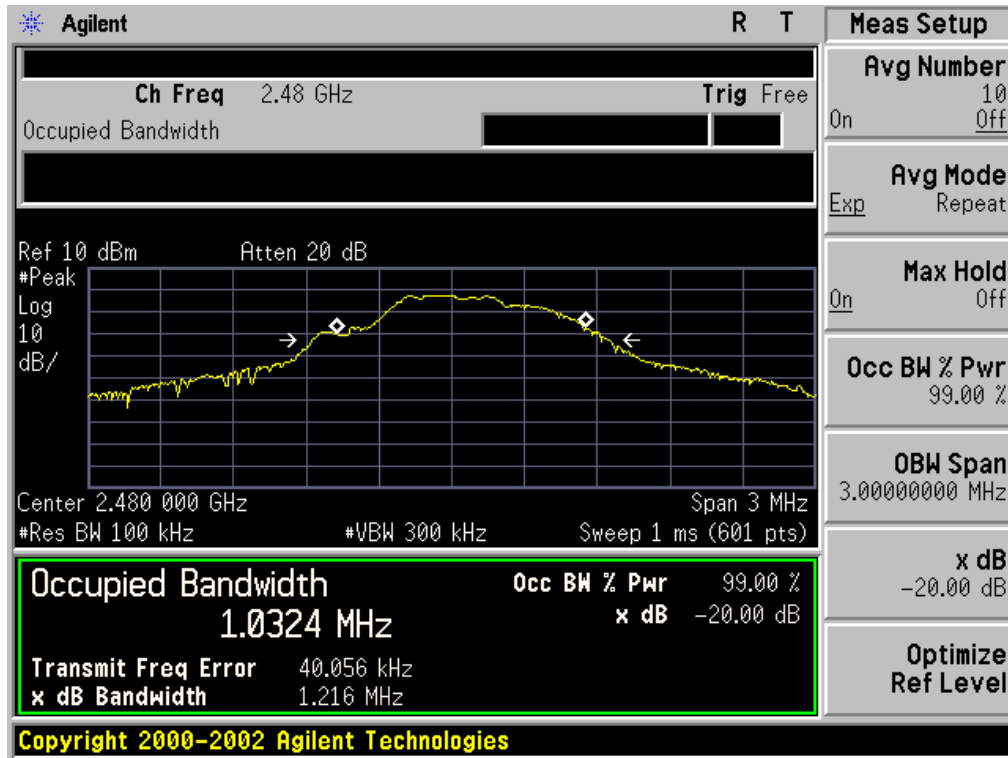 Agilent R T
Ch Freq 2.48 GHz Trig Free
Occupied Bandwidth
Ref 10 dBm Atten 20 dB
#Peak
Log
10
dB/
Center 2.480 000 GHz Span 3 MHz
#Res BW 100 kHz #VBW 300 kHz Sweep 1 ms (601 pts)
Occupied Bandwidth Occ BW % Pwr 99.00 %
1.0324 MHz x dB -20.00 dB
Transmit Freq Error 40.056 kHz
x dB Bandwidth 1.216 MHz
Copyright 2000-2002 Agilent Technologies
Meas Setup
Avg Number
10
On Off
Avg Mode
Exp Repeat
Max Hold
On Off
Occ BW % Pwr
99.00 %
OBW Span
3.00000000 MHz
x dB
-20.00 dB
Optimize
Ref Level